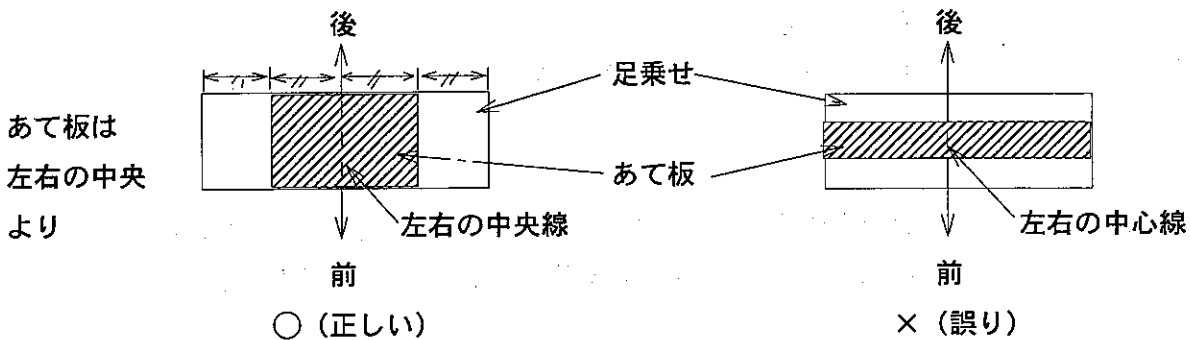 後
後
足乗せ
あて板は
左右の中央
より
あて板
左右の中央線
左右の中心線
前
前
○（正しい）
×（誤り）